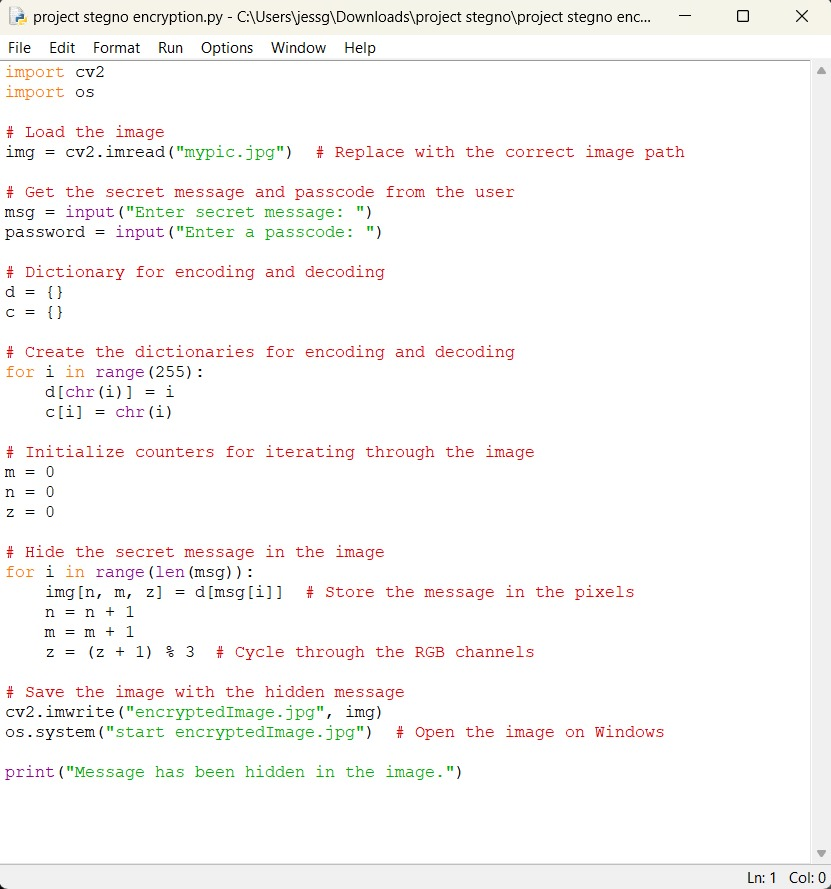 project stegno encryption.py - C:\Users\jessg\Downloads\project stegno\project stegno enc...
File Edit Format Run Options Window Help
import cv2
import os

# Load the image
img = cv2.imread("mypic.jpg")  # Replace with the correct image path

# Get the secret message and passcode from the user
msg = input("Enter secret message: ")
password = input("Enter a passcode: ")

# Dictionary for encoding and decoding
d = {}
c = {}

# Create the dictionaries for encoding and decoding
for i in range(255):
    d[chr(i)] = i
    c[i] = chr(i)

# Initialize counters for iterating through the image
m = 0
n = 0
z = 0

# Hide the secret message in the image
for i in range(len(msg)):
    img[n, m, z] = d[msg[i]]  # Store the message in the pixels
    n = n + 1
    m = m + 1
    z = (z + 1) % 3  # Cycle through the RGB channels

# Save the image with the hidden message
cv2.imwrite("encryptedImage.jpg", img)
os.system("start encryptedImage.jpg")  # Open the image on Windows

print("Message has been hidden in the image.")
Ln: 1 Col: 0